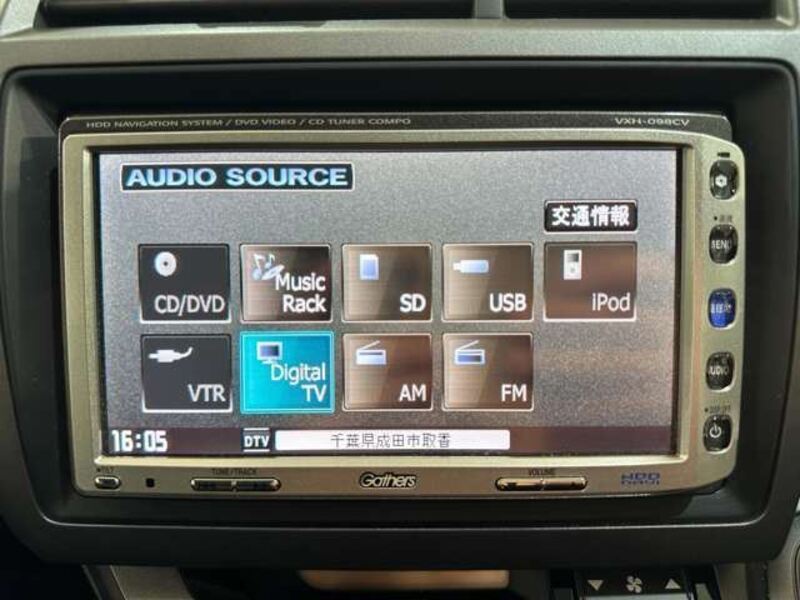 HDD NAVIGATION SYSTEM / DVD VIDEO / CD TUNER COMPO
VXH-098CV
AUDIO SOURCE
交通情報
CD/DVD
Music
Rack
SD
USB
iPod
VTR
Digital
TV
AM
FM
16:05
DTV
千葉県成田市取香
TUNE/TRACK
Gathers
VOLUME
HDD
NAVI